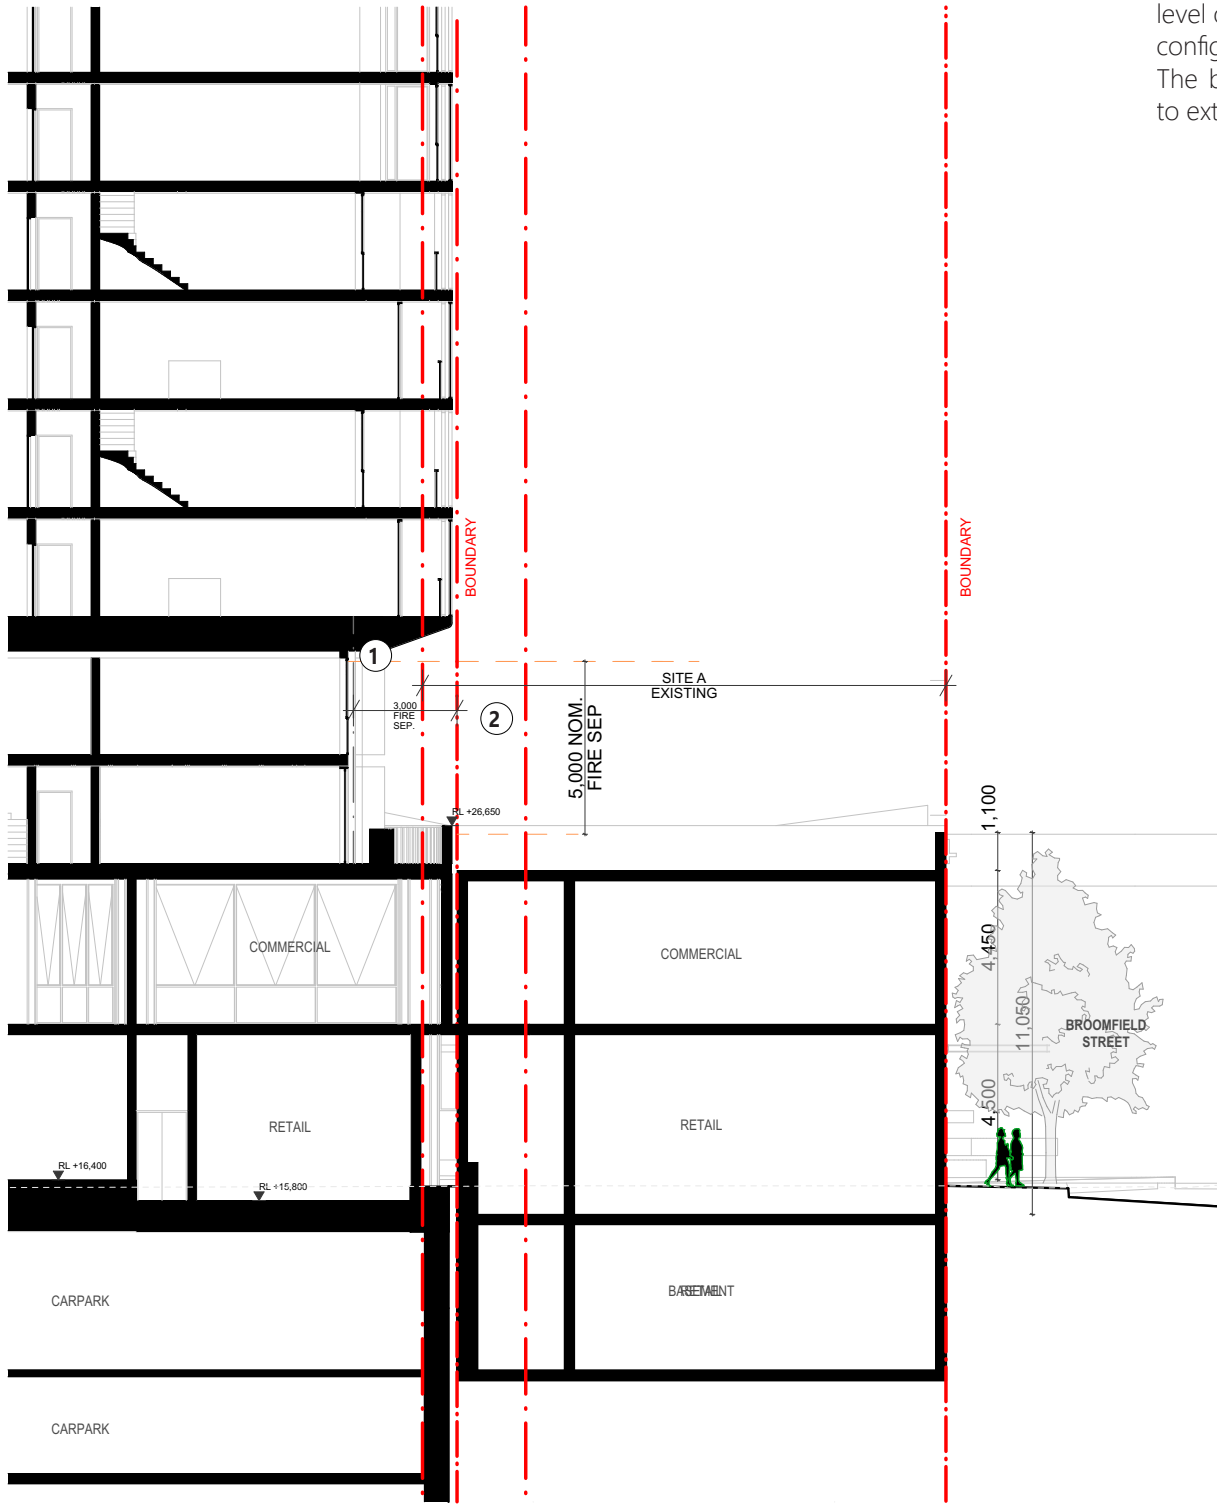 level
config
The b
to ext
BOUNDARY
BOUNDARY
1
SITE A
EXISTING
3,000
FIRE
SEP.
2
5,000 NOM.
FIRE SEP
RL +26,650
1,100
COMMERCIAL
COMMERCIAL
4,450
11,050
BROOMFIELD
STREET
RETAIL
RETAIL
4,500
RL +16,400
RL +15,800
CARPARK
BASEMENT
RETAIL
CARPARK